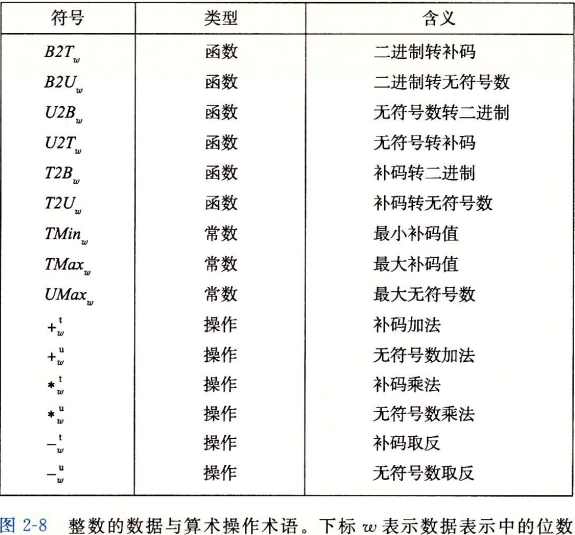 符号 类型 含义
B2T_w 函数 二进制转补码
B2U_w 函数 二进制转无符号数
U2B_w 函数 无符号数转二进制
U2T_w 函数 无符号转补码
T2B_w 函数 补码转二进制
T2U_w 函数 补码转无符号数
TMin_w 常数 最小补码值
TMax_w 常数 最大补码值
UMax_w 常数 最大无符号数
+^t_w 操作 补码加法
+^u_w 操作 无符号数加法
*^t_w 操作 补码乘法
*^u_w 操作 无符号数乘法
-^t_w 操作 补码取反
-^u_w 操作 无符号数取反
图 2-8 整数的数据与算术操作术语。下标 w 表示数据表示中的位数